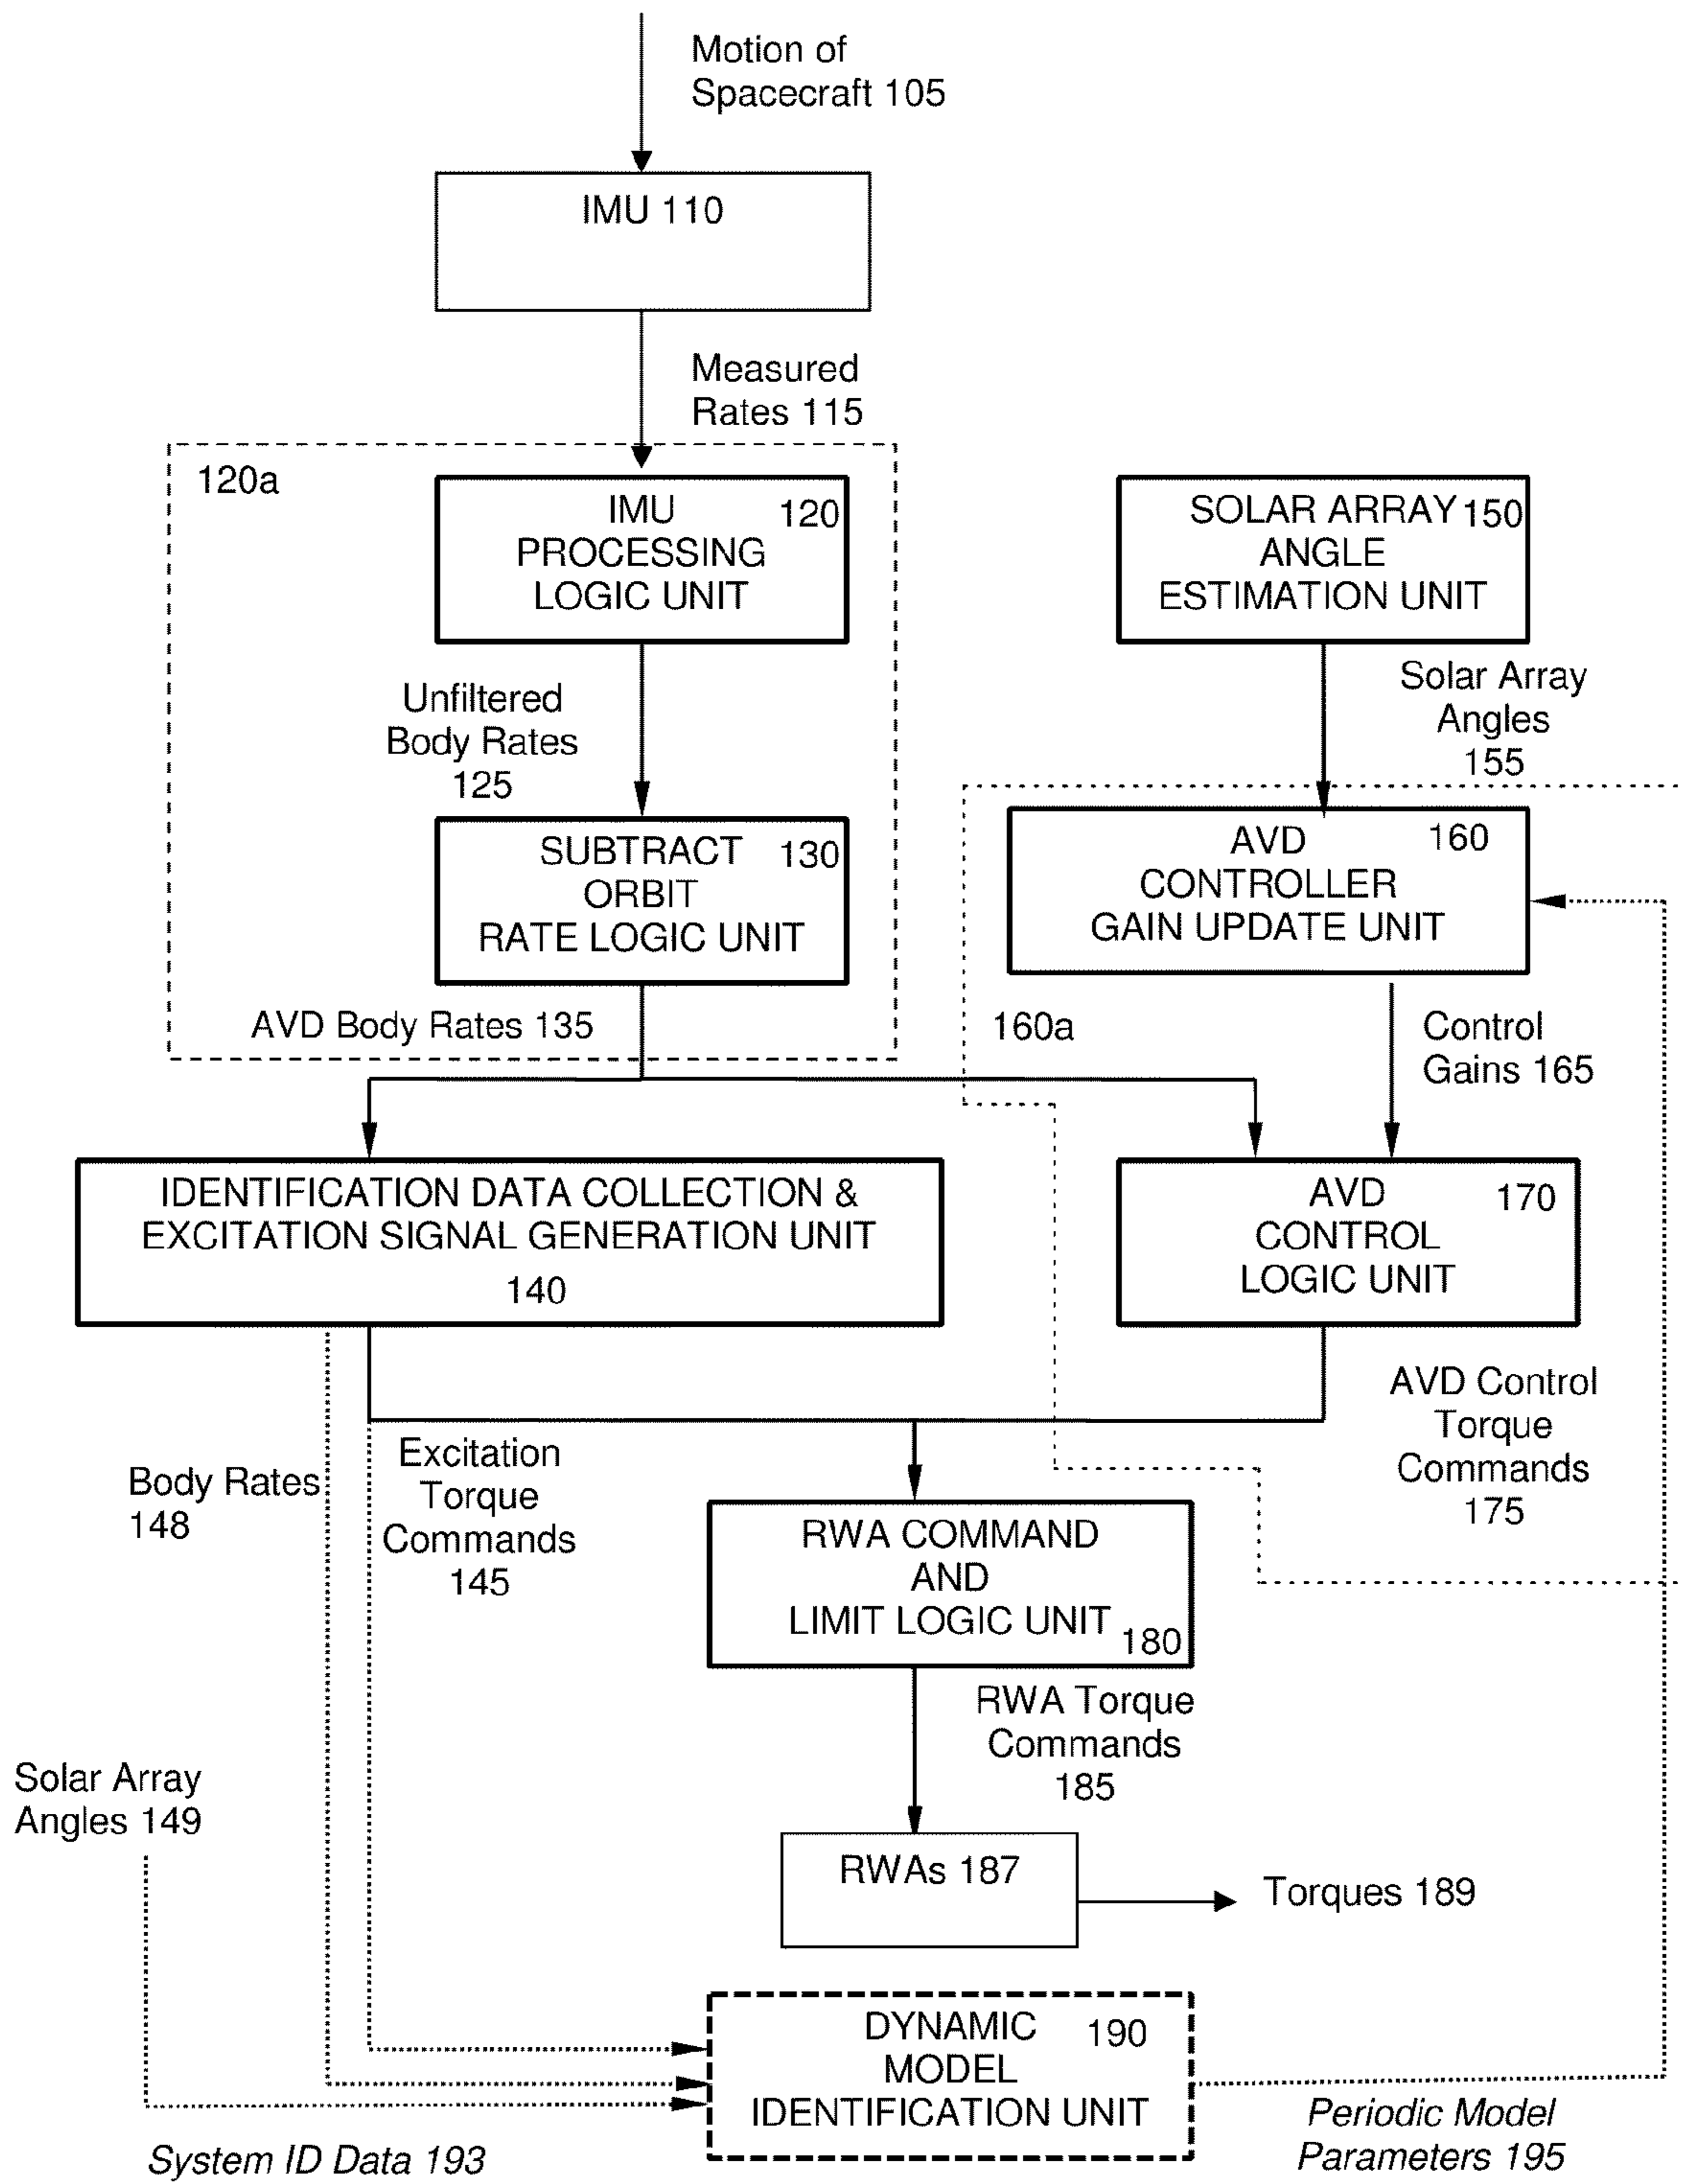 Motion of
Spacecraft 105
IMU 110
Measured
Rates 115
120a
IMU 120
PROCESSING
LOGIC UNIT
SOLAR ARRAY 150
ANGLE
ESTIMATION UNIT
Unfiltered
Body Rates
125
Solar Array
Angles
155
SUBTRACT 130
ORBIT
RATE LOGIC UNIT
AVD 160
CONTROLLER
GAIN UPDATE UNIT
AVD Body Rates 135
160a
Control
Gains 165
IDENTIFICATION DATA COLLECTION &
EXCITATION SIGNAL GENERATION UNIT
140
AVD 170
CONTROL
LOGIC UNIT
Body Rates
148
Excitation
Torque
Commands
145
AVD Control
Torque
Commands
175
RWA COMMAND
AND
LIMIT LOGIC UNIT 180
RWA Torque
Commands
185
Solar Array
Angles 149
RWAs 187
Torques 189
DYNAMIC 190
MODEL
IDENTIFICATION UNIT
System ID Data 193
Periodic Model
Parameters 195